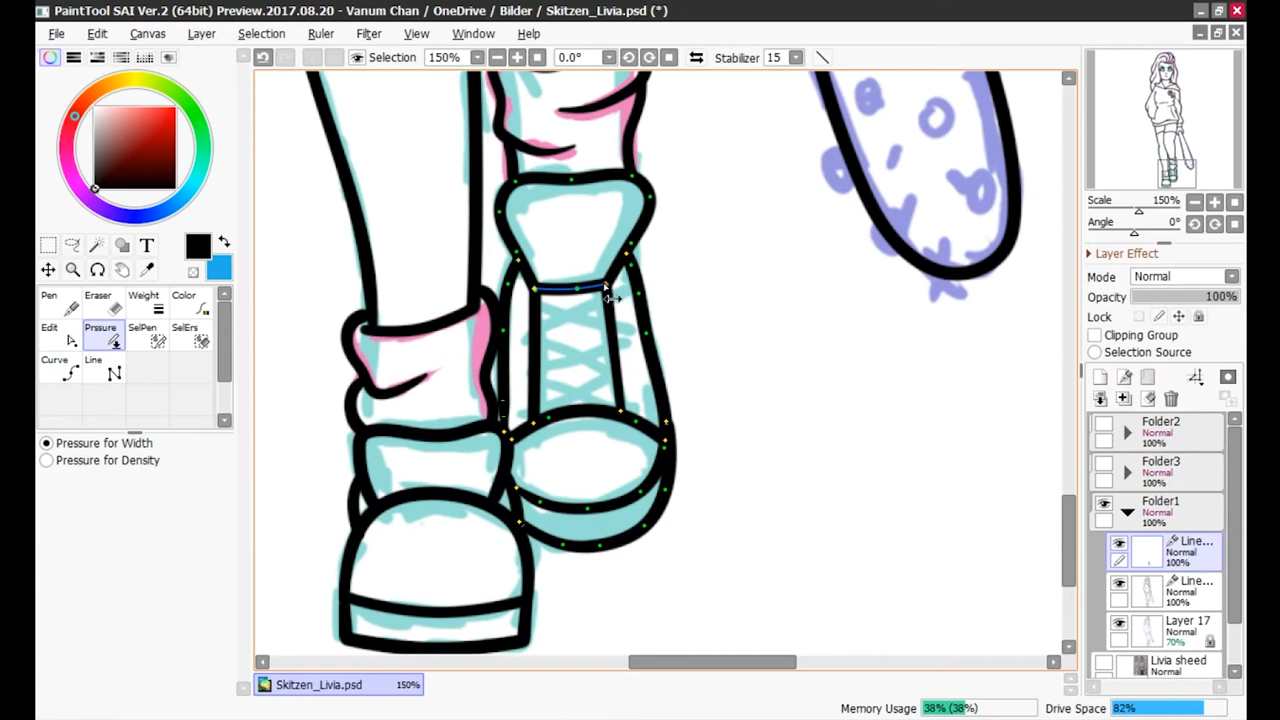 PaintTool SAI Ver.2 (64bit) Preview.2017.08.20 - Vanum Chan / OneDrive / Bilder / Skitzen_Livia.psd (*)
File Edit Canvas Layer Selection Ruler Filter View Window Help
Selection 150% 0.0° Stabilizer 15
T
Pen Eraser Weight Color
Edit Prssure SelPen SelErs
Curve Line
Pressure for Width
Pressure for Density
Scale 150%
Angle 0°
Layer Effect
Mode Normal
Opacity 100%
Lock
Clipping Group
Selection Source
Folder2
Normal
100%
Folder3
Normal
100%
Folder1
Normal
100%
Line...
Normal
100%
Line...
Normal
100%
Layer 17
Normal
70%
Livia sheed
Normal
Skitzen_Livia.psd 150%
Memory Usage 38% (38%) Drive Space 82%